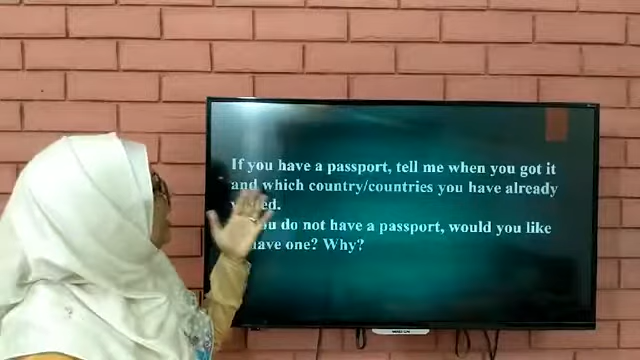 If you have a passport, tell me when you got it
and which country/countries you have already
do not have a passport, would you like
have one? Why?